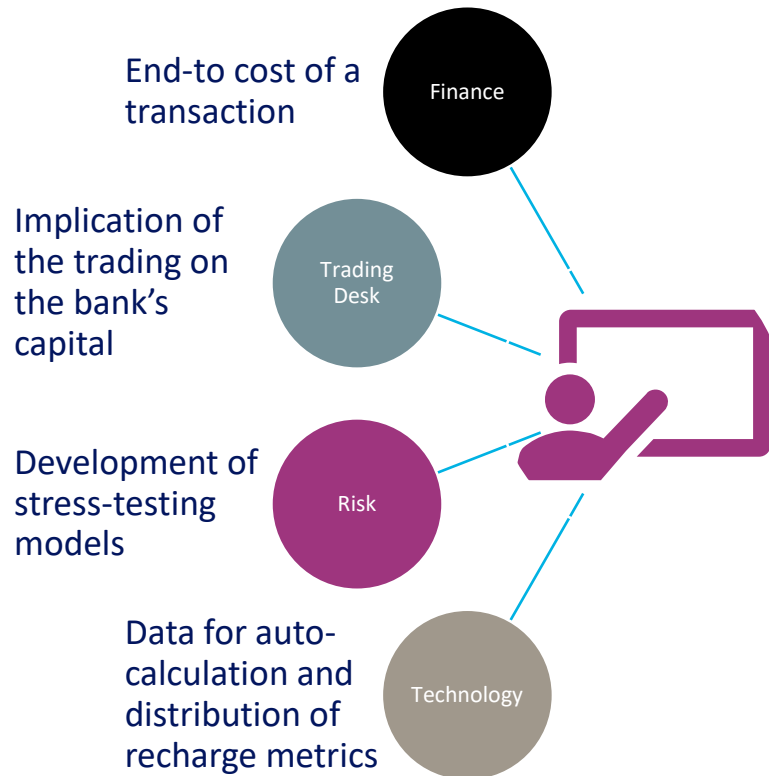 End-to cost of a
transaction
Finance
Implication of
the trading on
the bank’s
capital
Trading
Desk
Development of
stress-testing
models
Risk
Data for auto-
calculation and
distribution of
recharge metrics
Technology